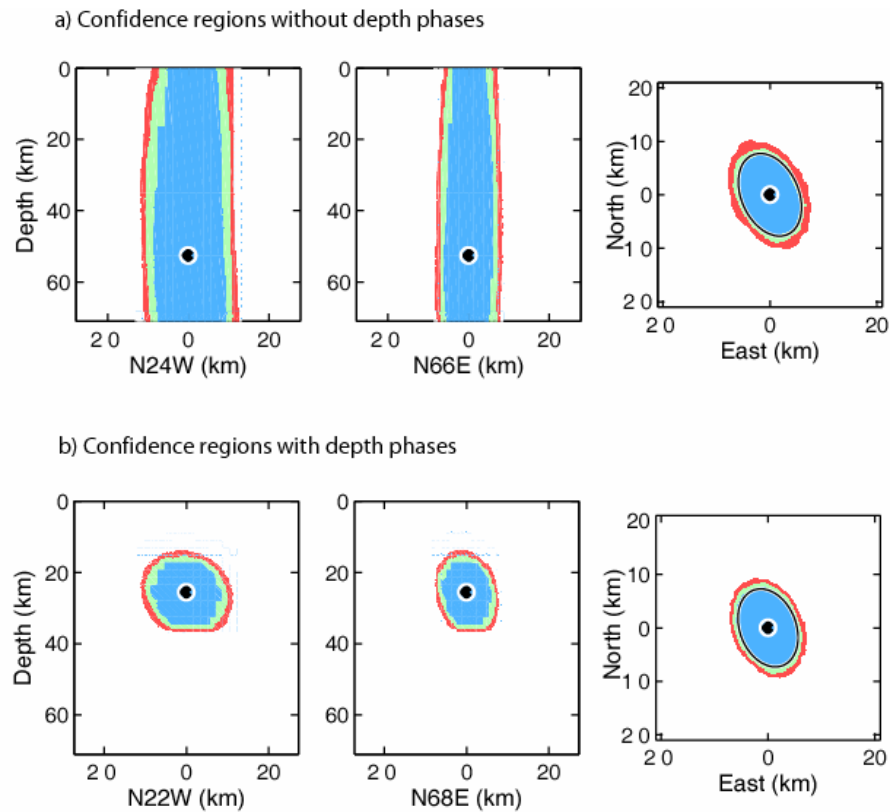 a) Confidence regions without depth phases
0
20
40
60
Depth (km)
2 0 0 20
N24W (km)
2 0 0 20
N66E (km)
20
10
0
1 0
2 0
North (km)
2 0 0 20
East (km)
b) Confidence regions with depth phases
0
20
40
60
Depth (km)
2 0 0 20
N22W (km)
0
20
40
60
2 0 0 20
N68E (km)
20
10
0
1 0
2 0
North (km)
2 0 0 20
East (km)